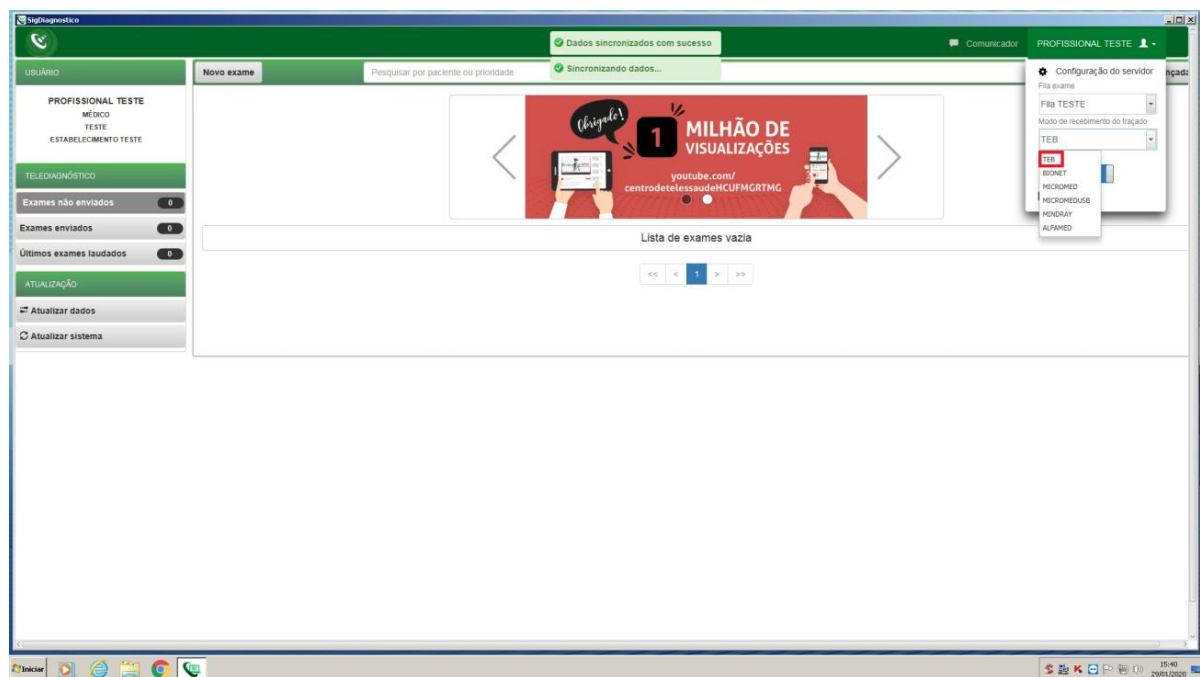 SigDiagnostico
Dados sincronizados com sucesso
Sincronizando dados...
Comunicador
PROFISSIONAL TESTE
USUÁRIO
PROFISSIONAL TESTE
MÉDICO
TESTE
ESTABELECIMENTO TESTE
TELEDIAGNÓSTICO
Exames não enviados 0
Exames enviados 0
Últimos exames laudados 0
ATUALIZAÇÃO
Atualizar dados
Atualizar sistema
Novo exame
Pesquisar por paciente ou prioridade
nçada
Obrigado!
1
MILHÃO DE
VISUALIZAÇÕES
youtube.com/
centrodetelessaudeHCUFMGRTMG
Lista de exames vazia
<< < 1 > >>
Configuração do servidor
Fila exame
Fila TESTE
Modo de recebimento do traçado
TEB
TEB
BIONET
MICROMED
MICROMEDUSB
MINDRAY
ALFAMED
Iniciar
15:40
29/01/2020